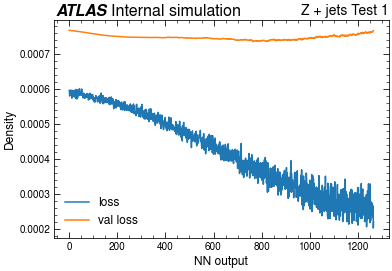 ATLAS Internal simulation
Z + jets Test 1
Density
0.0007
0.0006
0.0005
0.0004
0.0003
0.0002
loss
val loss
0
200
400
600
800
1000
1200
NN output